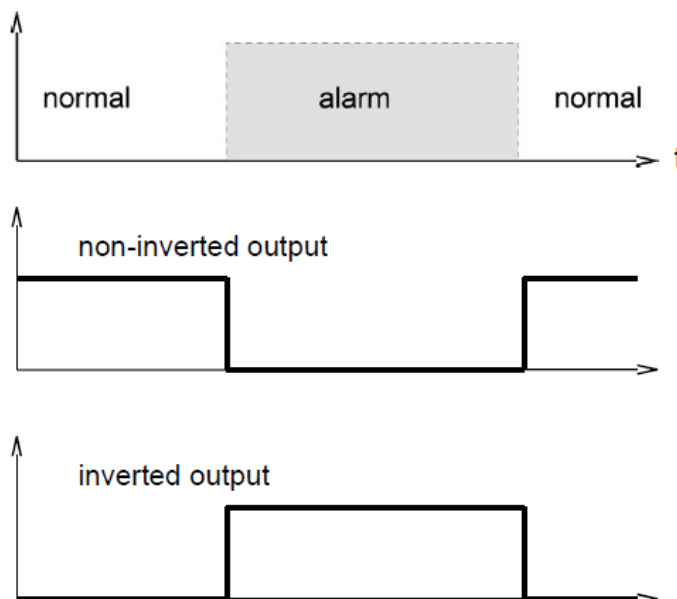 normal alarm normal
t
non-inverted output
inverted output